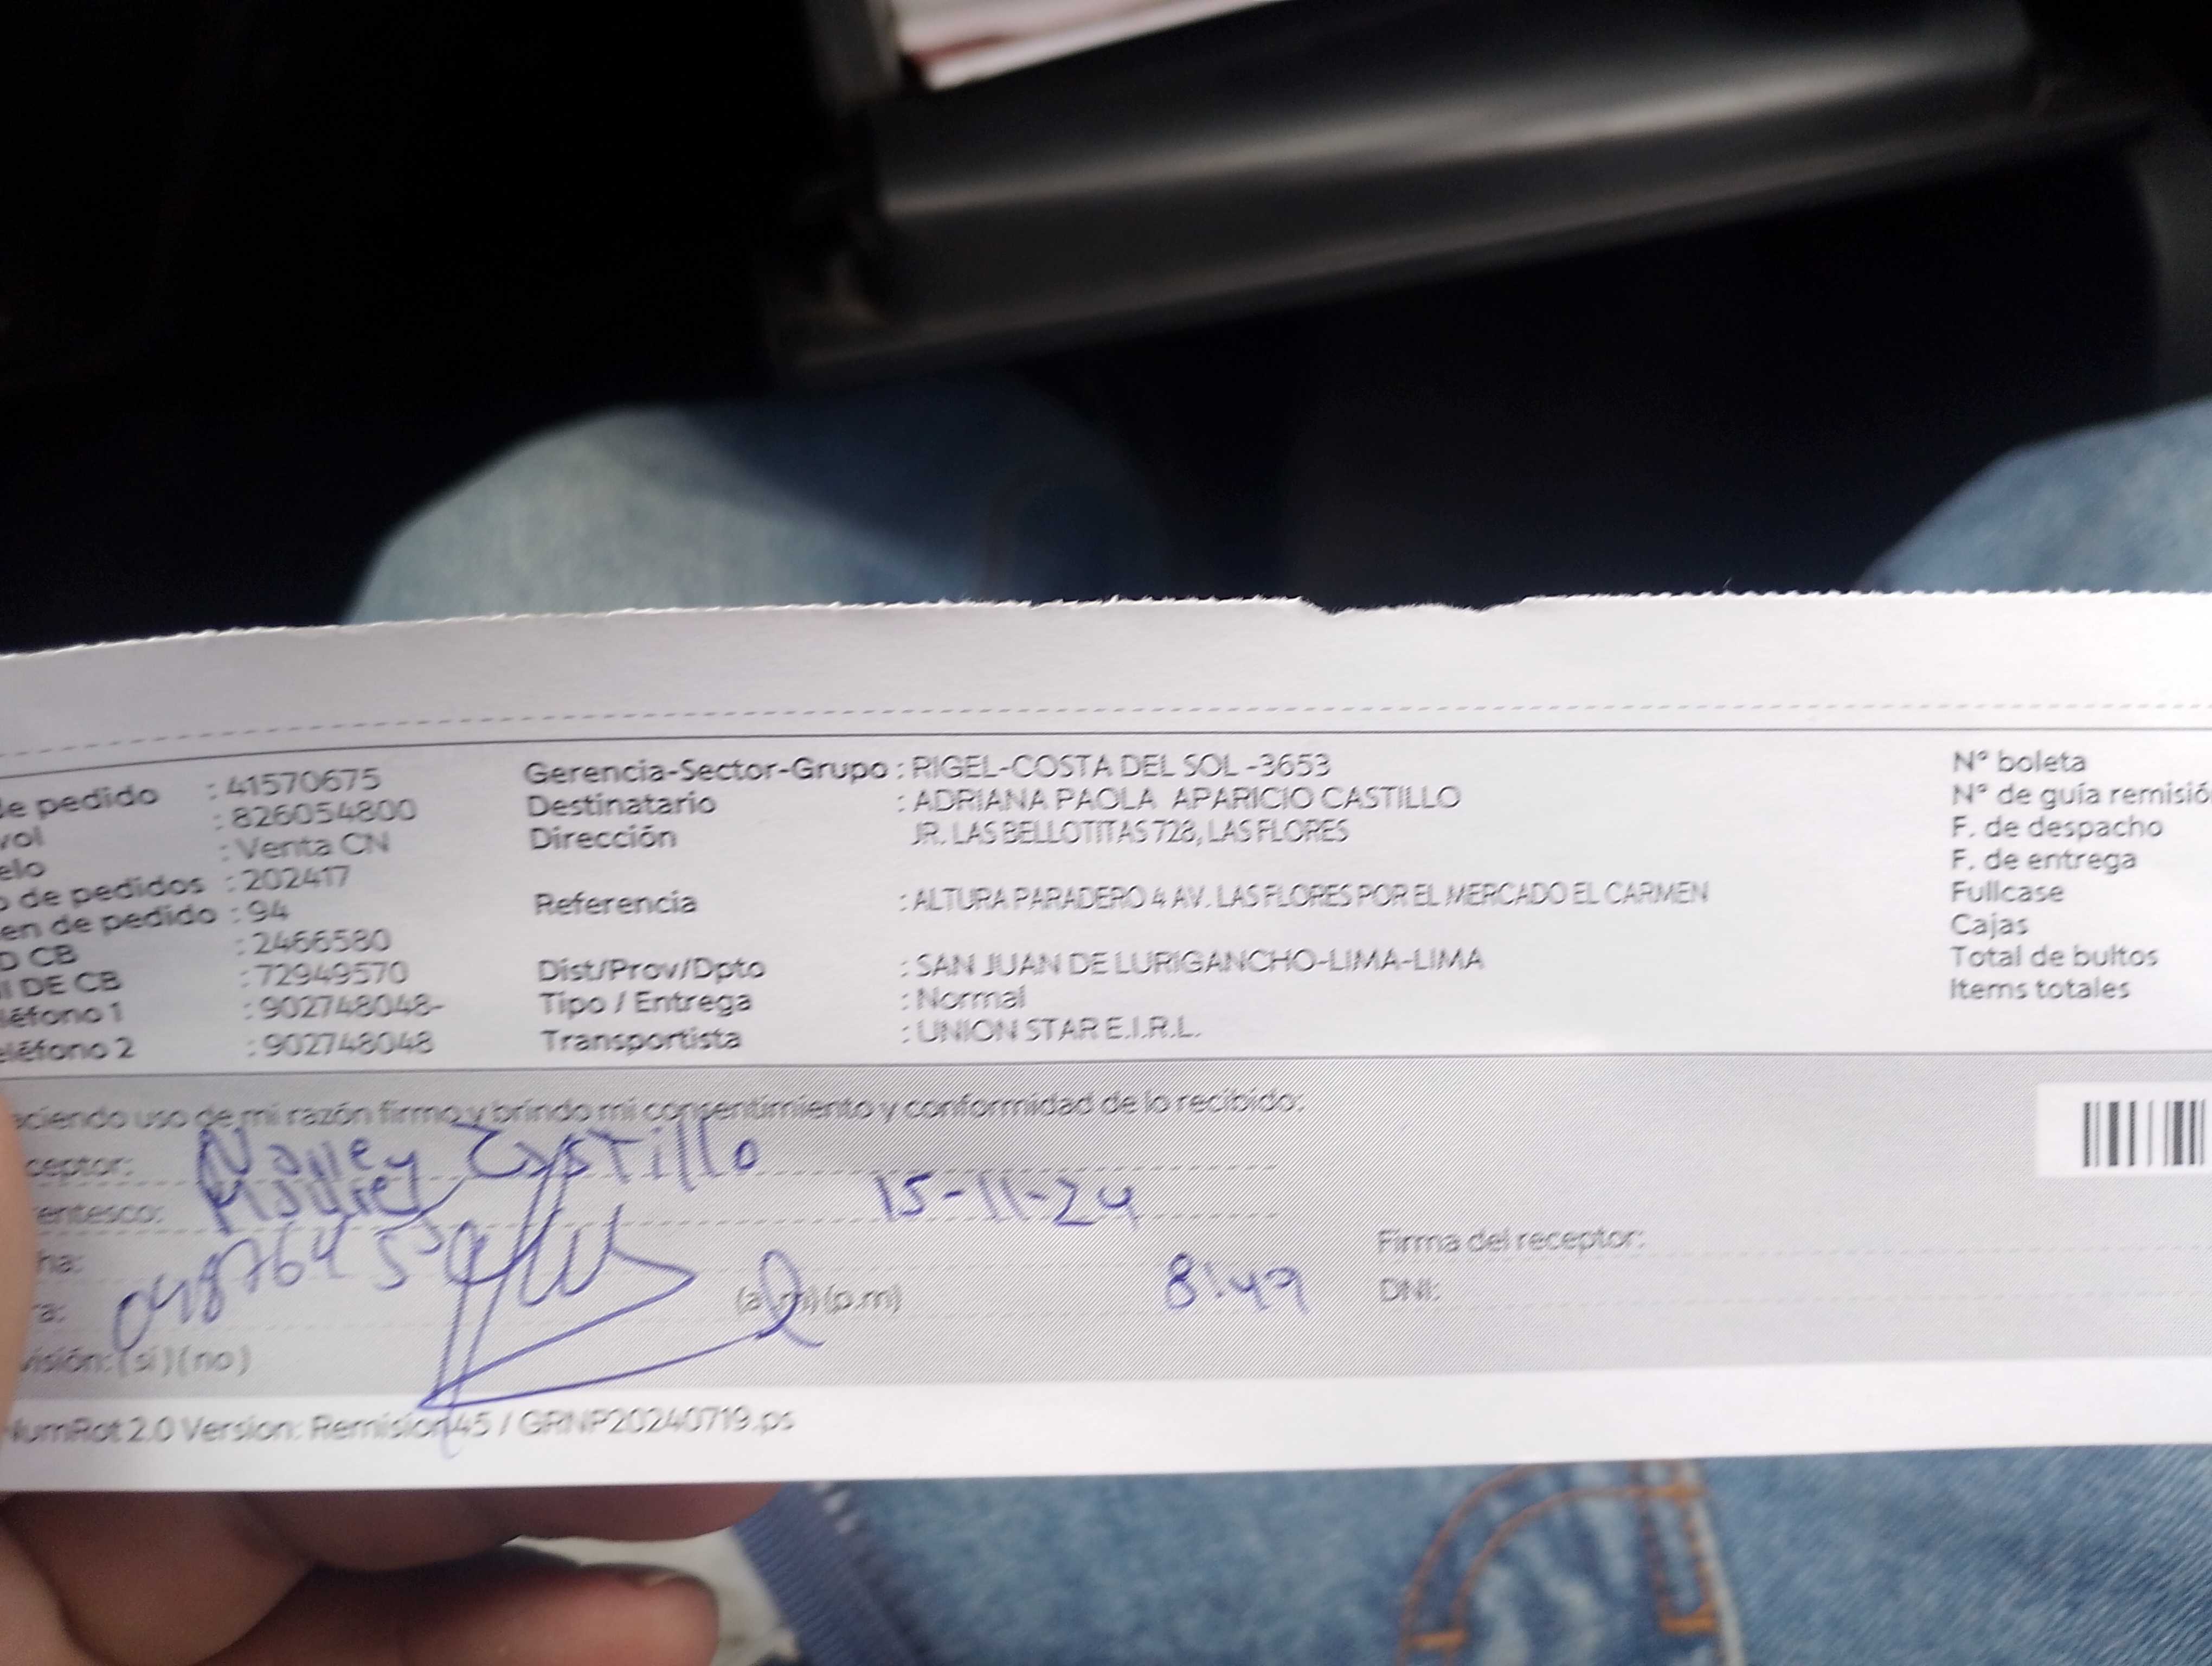 de pedido : 41570675
vol : 826054800
elo : Venta CN
o de pedidos : 202417
en de pedido : 94
D CB : 2466580
NI DE CB : 72949570
léfono 1 : 902748048-
eléfono 2 : 902748048
Gerencia-Sector-Grupo : RIGEL-COSTA DEL SOL -3653
Destinatario : ADRIANA PAOLA APARICIO CASTILLO
Dirección JR. LAS BELLOTITAS 728, LAS FLORES
Referencia : ALTURA PARADERO 4 AV. LAS FLORES POR EL MERCADO EL CARMEN
Dist/Prov/Dpto : SAN JUAN DE LURIGANCHO-LIMA-LIMA
Tipo / Entrega : Normal
Transportista : UNION STAR E.I.R.L.
N° boleta
N° de guía remisió
F. de despacho
F. de entrega
Fullcase
Cajas
Total de bultos
Items totales
aciendo uso de mi razón firmo y brindo mi consentimiento y conformidad de lo recibido:
ceptor: Castillo
entesco: 15-11-24
ha:
ra: (a.m) (p.m) 8:49
Firma del receptor:
DNI:
visión: (si) (no)
NumRot 2.0 Version: Remision45 / GRNP20240719.ps